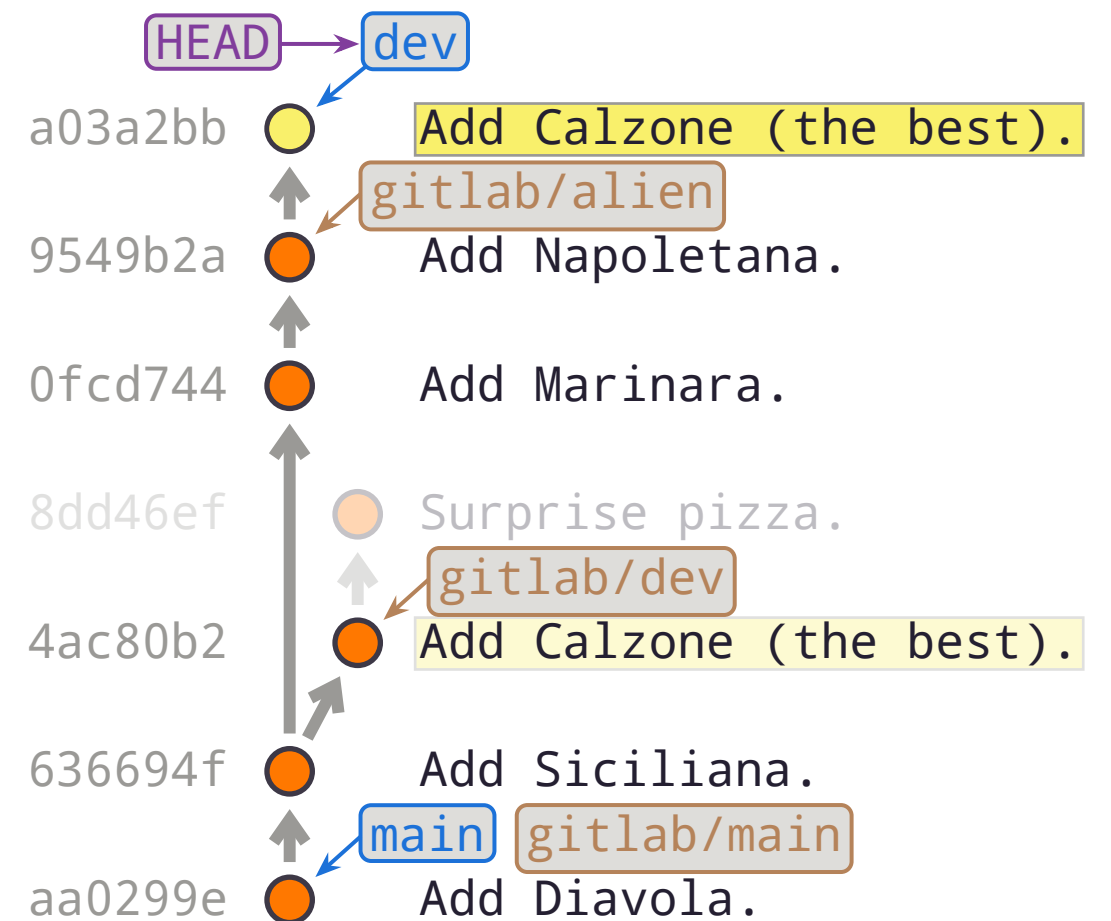 HEAD dev
a03a2bb Add Calzone (the best).
gitlab/alien
9549b2a Add Napoletana.
0fcd744 Add Marinara.
8dd46ef Surprise pizza.
gitlab/dev
4ac80b2 Add Calzone (the best).
636694f Add Siciliana.
main gitlab/main
aa0299e Add Diavola.